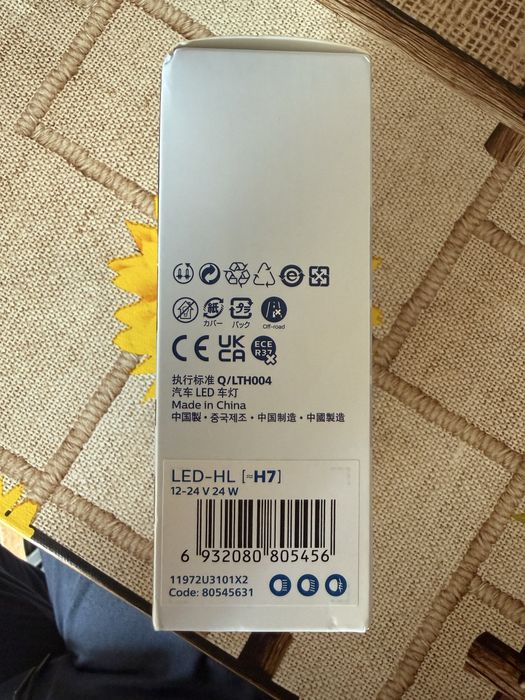 カバー パック Off-road
CE UK CA ECE R37
执行标准 Q/LTH004
汽车 LED 车灯
Made in China
中国製・중국제조・中国制造・中國製造
LED-HL [≈H7]
12-24 V 24 W
6 932080 805456
11972U3101X2
Code: 80545631